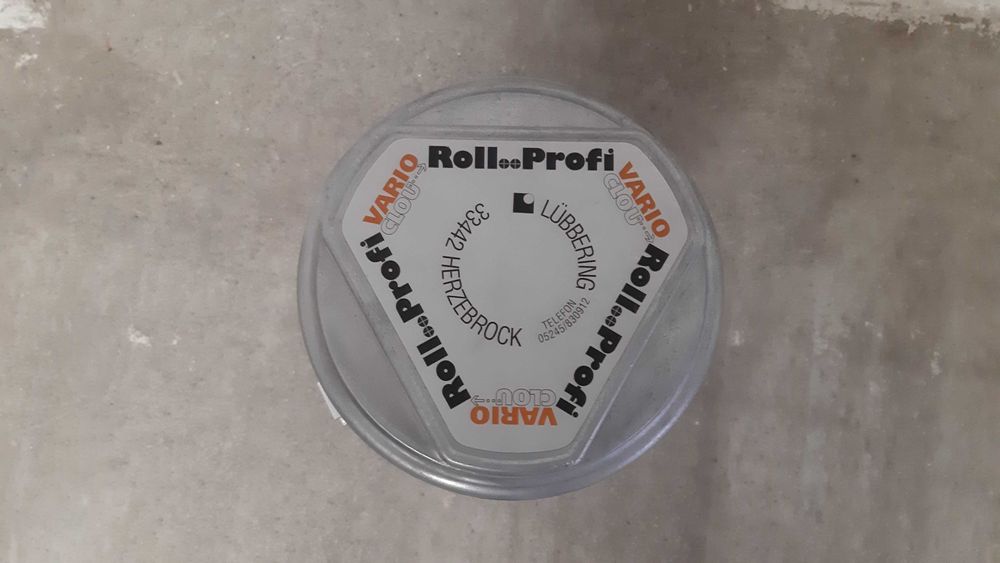 Roll Profi
VARIO
CLOU
Roll Profi
VARIO
CLOU
Roll Profi
VARIO
CLOU
LÜBBERING
33442 HERZEBROCK
TELEFON
05245/830912